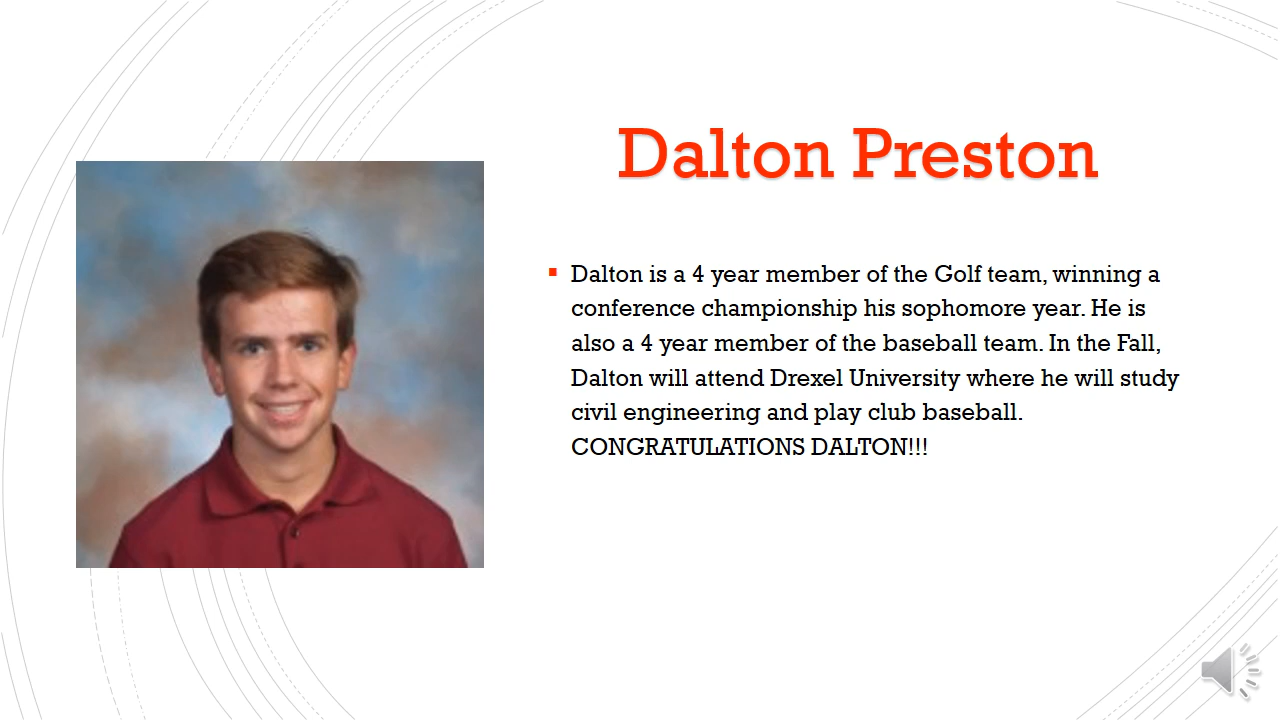 Dalton Preston
Dalton is a 4 year member of the Golf team, winning a
conference championship his sophomore year. He is
also a 4 year member of the baseball team. In the Fall,
Dalton will attend Drexel University where he will study
civil engineering and play club baseball.
CONGRATULATIONS DALTON!!!